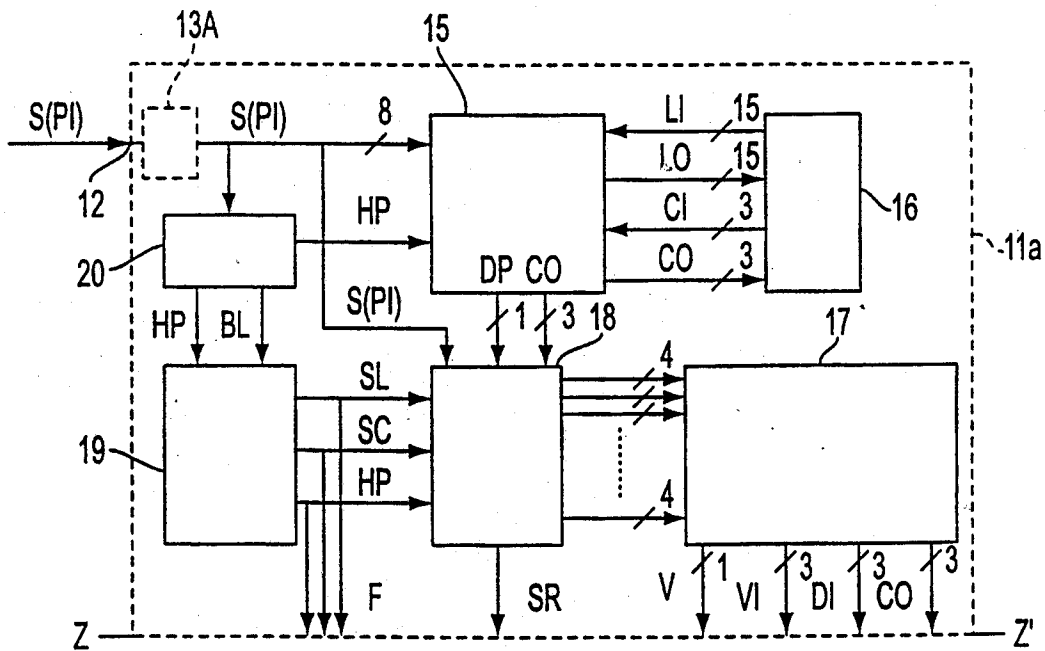 13A 15
S(PI) S(PI) 8 LI 15
12 LO 15
HP CI 3 16
20 DP CO CO 3 11a
HP BL S(PI) 1 3 18 17
SL 4
19 SC
HP 4
F SR V 1 VI 3 DI 3 CO 3
Z Z'